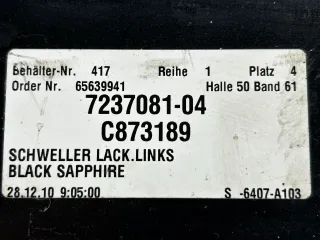 Behälter-Nr. 417 Reihe 1 Platz 4
Order Nr. 65639941 Halle 50 Band 61
7237081-04
C873189
SCHWELLER LACK.LINKS
BLACK SAPPHIRE
28.12.10 9:05:00 S -6407-A103